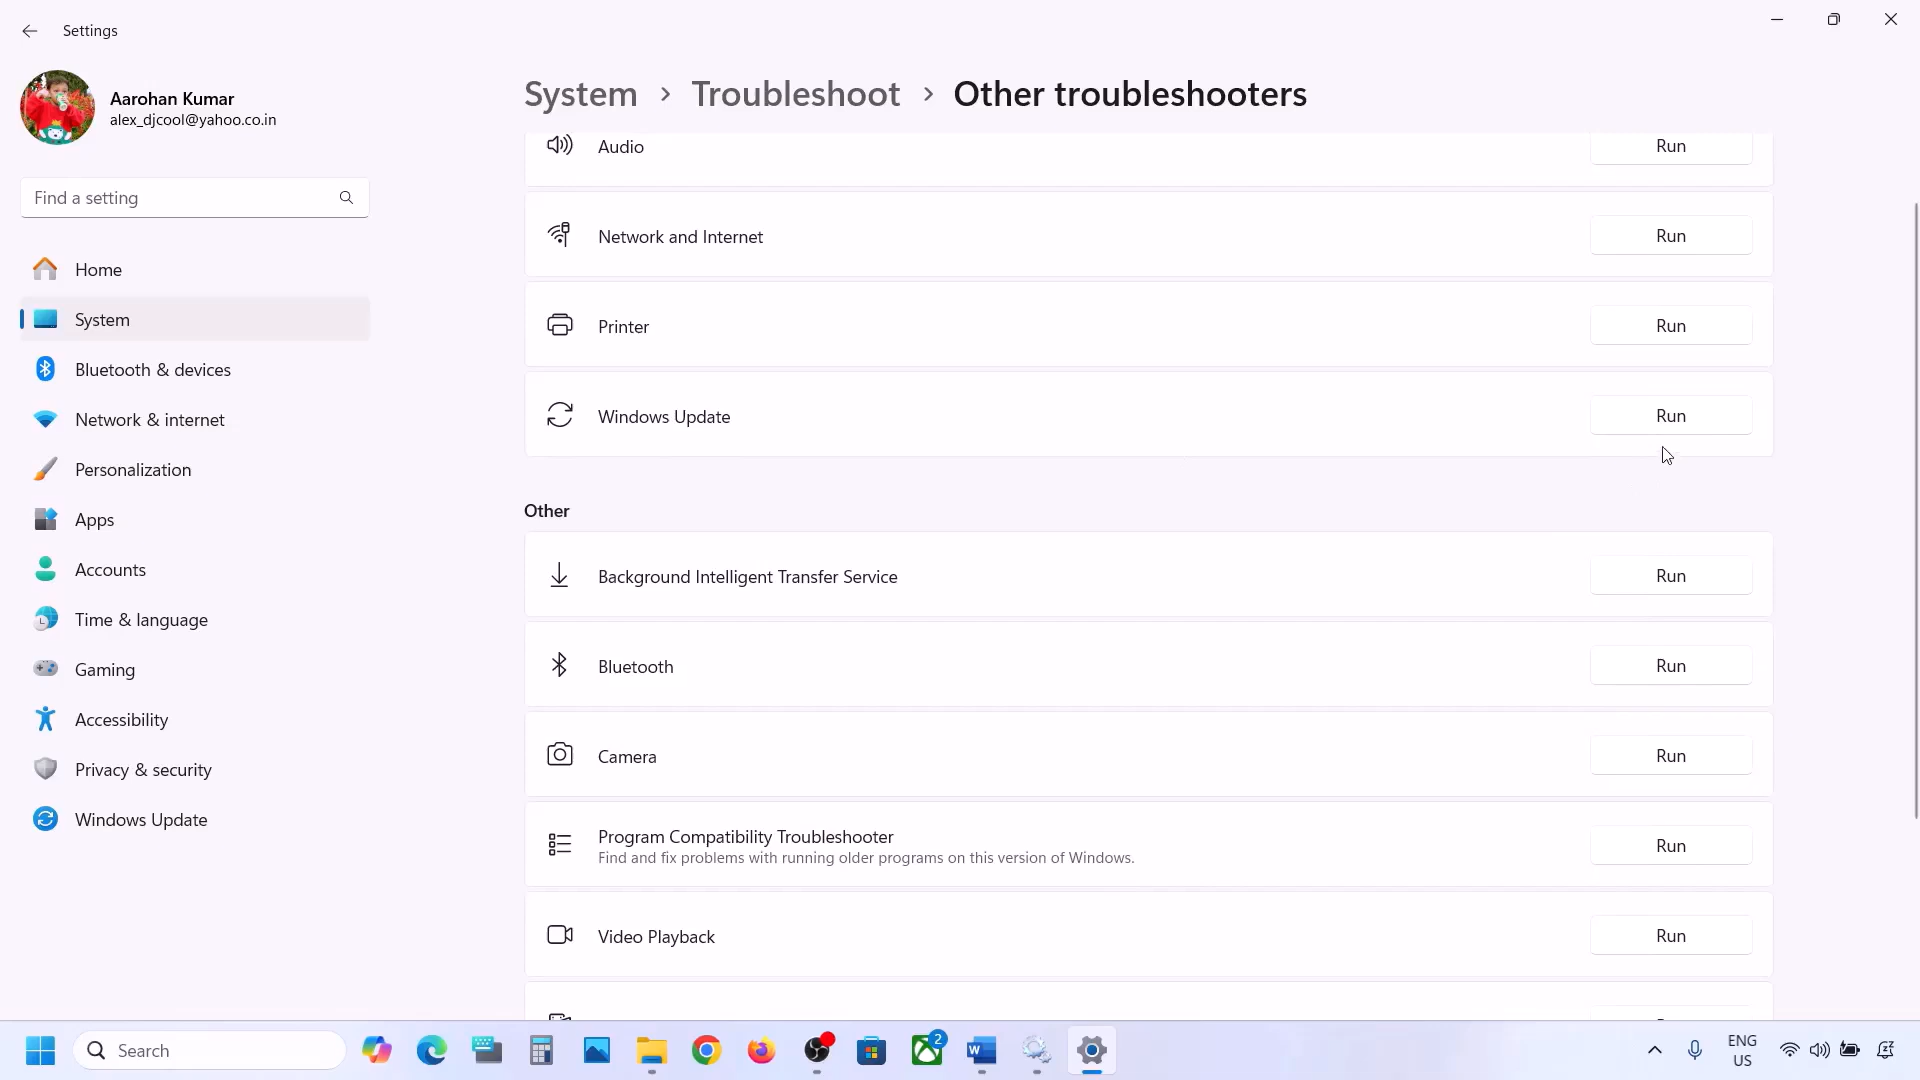 Settings
Aarohan Kumar
alex_djcool@yahoo.co.in
Find a setting
Home
System
Bluetooth & devices
Network & internet
Personalization
Apps
Accounts
Time & language
Gaming
Accessibility
Privacy & security
Windows Update
System > Troubleshoot > Other troubleshooters
Audio Run
Network and Internet Run
Printer Run
Windows Update Run
Other
Background Intelligent Transfer Service Run
Bluetooth Run
Camera Run
Program Compatibility Troubleshooter Run
Find and fix problems with running older programs on this version of Windows.
Video Playback Run
Search
2
ENG
US